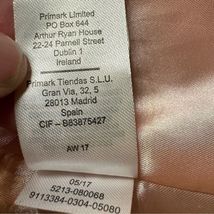 Primark Limited
PO Box 644
Arthur Ryan House
22-24 Parnell Street
Dublin 1
Ireland
Primark Tiendas S.L.U.
Gran Via, 32, 5
28013 Madrid
Spain
CIF – B83875427
AW 17
05/17
5213-080068
9113384-0304-05080